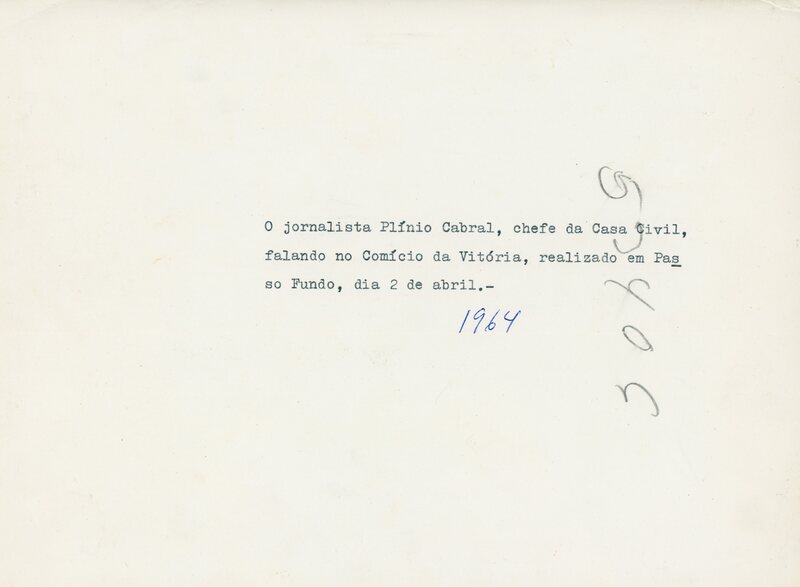 O jornalista Plínio Cabral, chefe da Casa Civil,
falando no Comício da Vitória, realizado em Pas
so Fundo, dia 2 de abril.-
1964